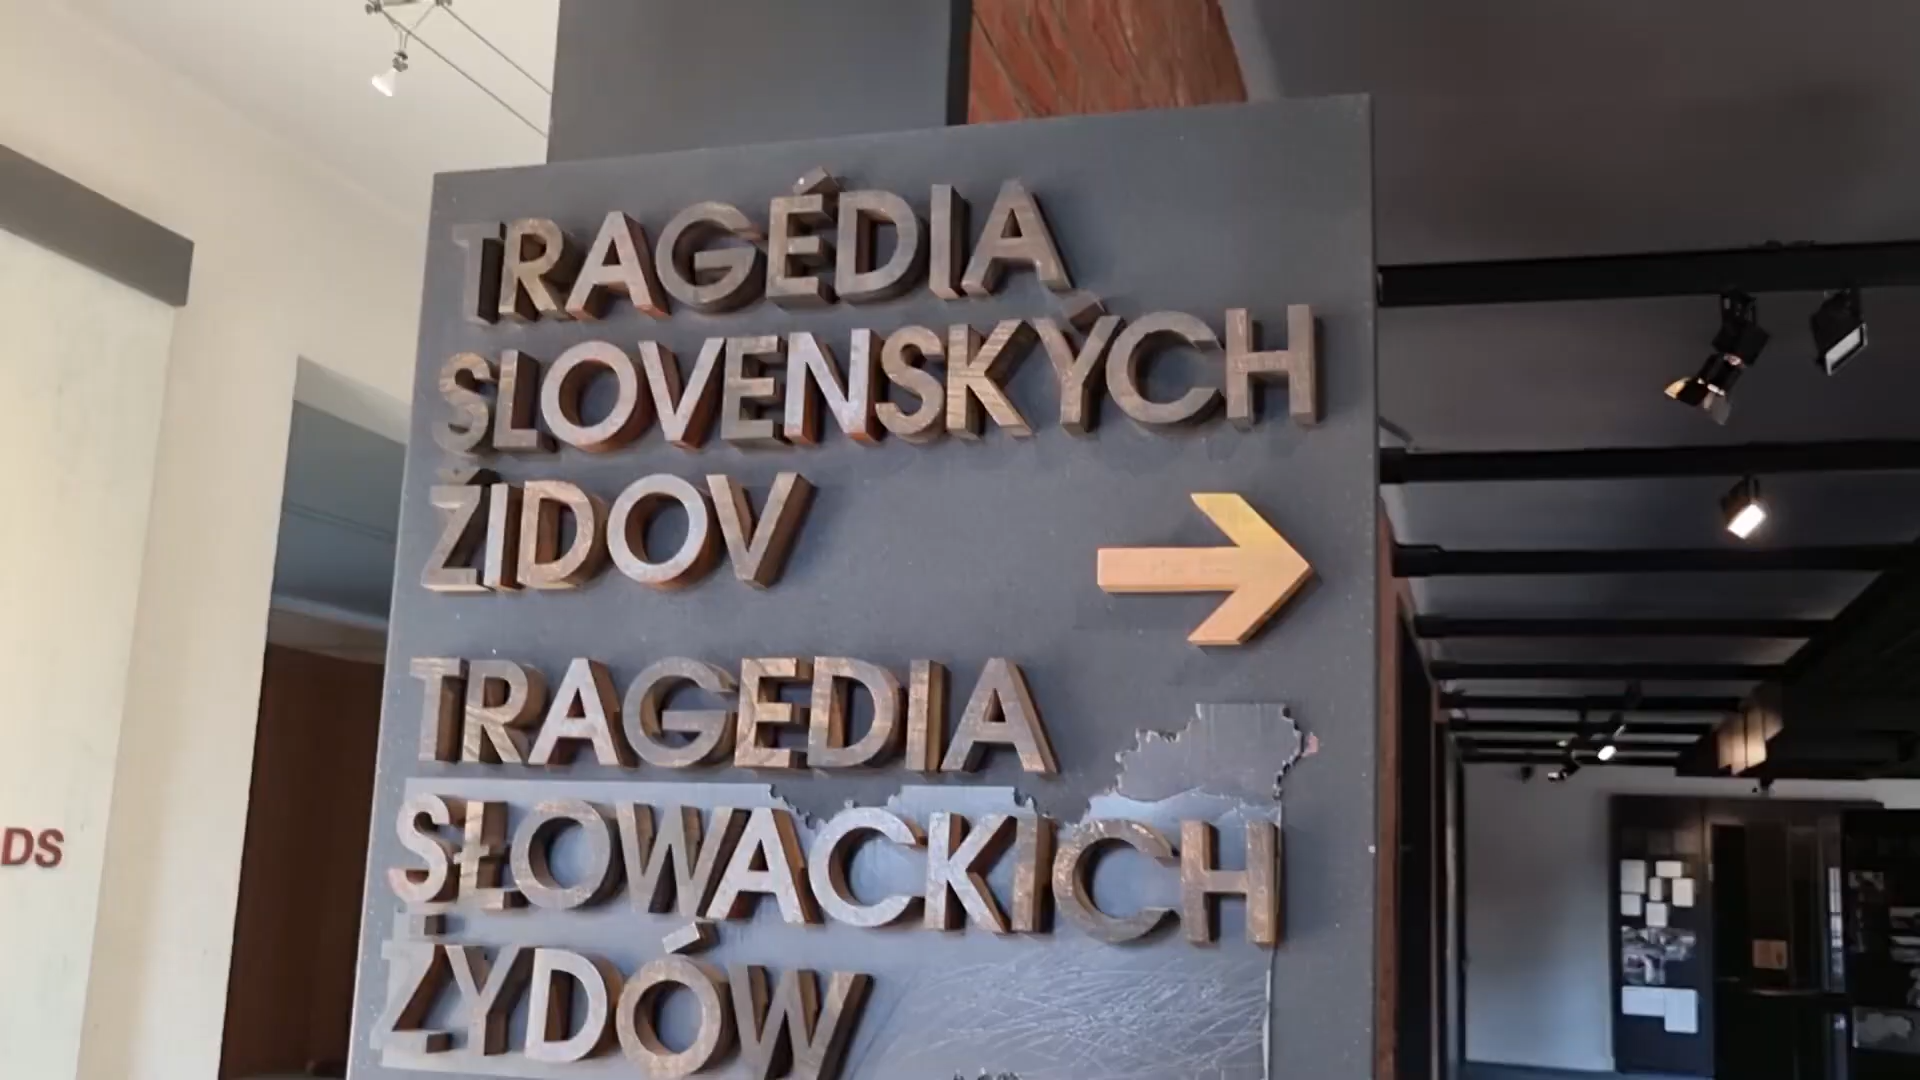 TRAGÉDIA
SLOVENSKÝCH
ŽIDOV
TRAGEDIA
SŁOWACKICH
ŻYDÓW
DS